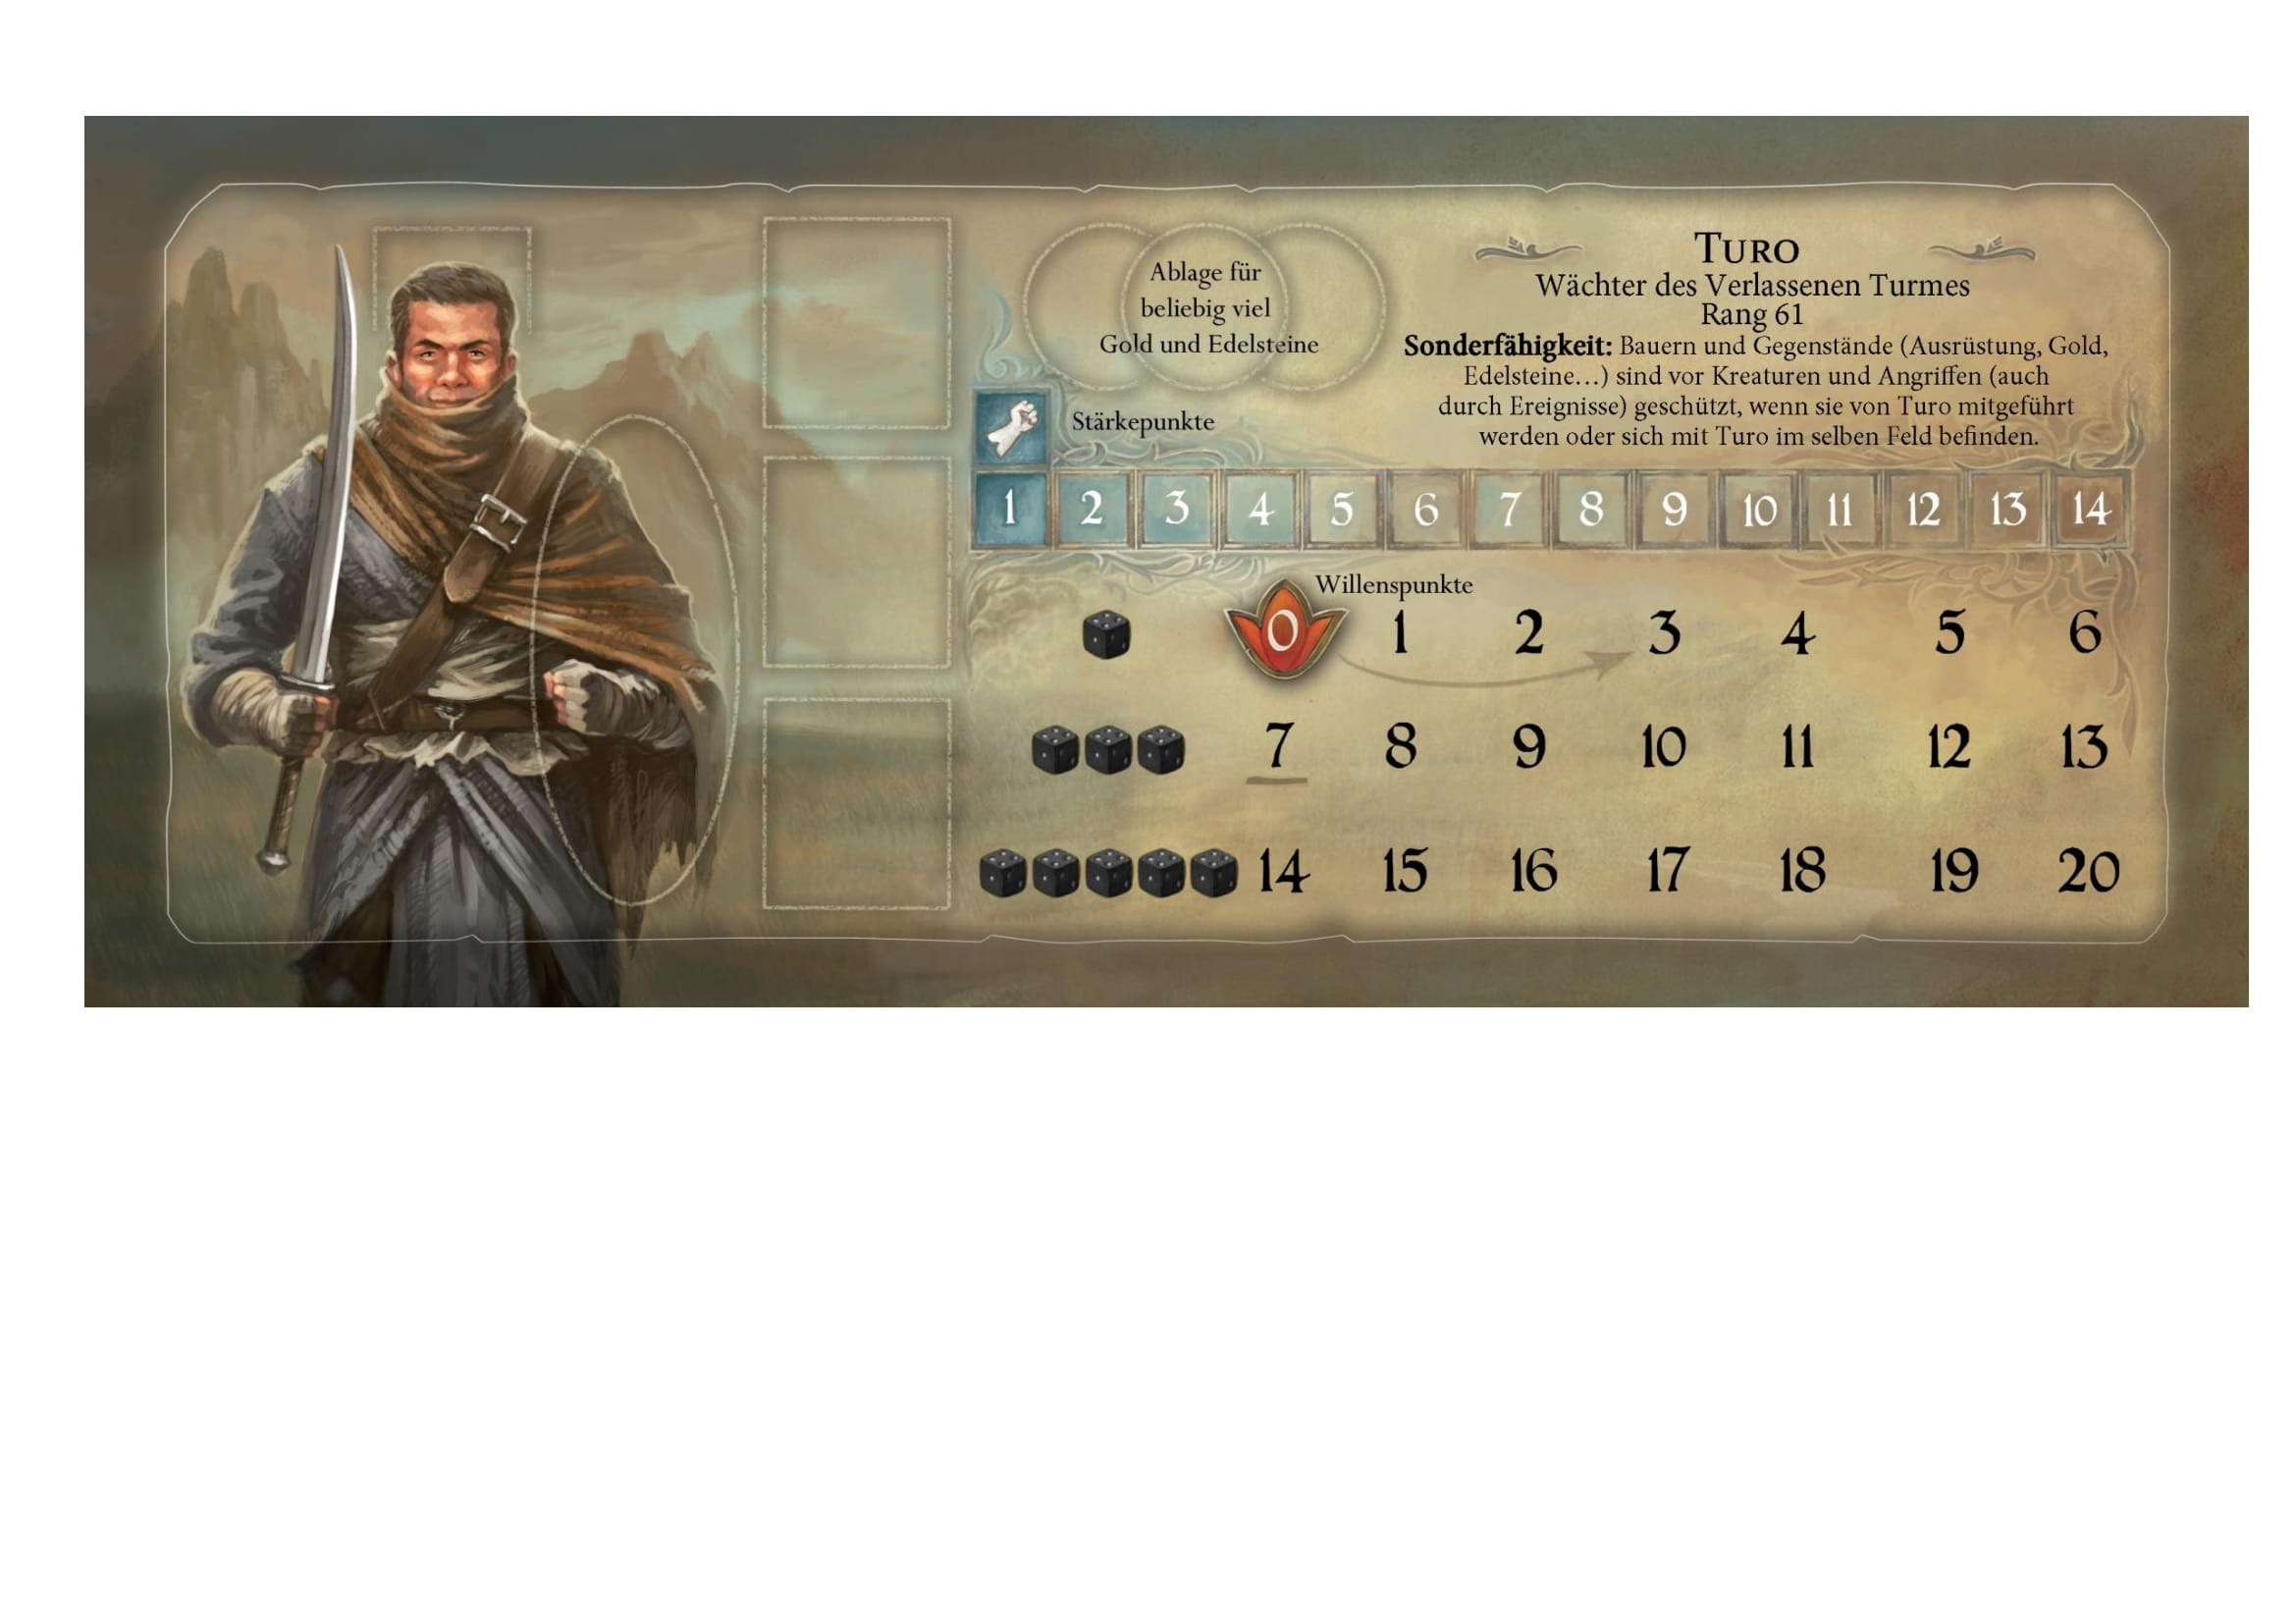 Ablage für
beliebig viel
Gold und Edelsteine
TURO
Wächter des Verlassenen Turmes
Rang 61
Sonderfähigkeit: Bauern und Gegenstände (Ausrüstung, Gold,
Edelsteine…) sind vor Kreaturen und Angriffen (auch
durch Ereignisse) geschützt, wenn sie von Turo mitgeführt
werden oder sich mit Turo im selben Feld befinden.
Stärkepunkte
1 2 3 4 5 6 7 8 9 10 11 12 13 14
Willenspunkte
0 1 2 3 4 5 6
7 8 9 10 11 12 13
14 15 16 17 18 19 20